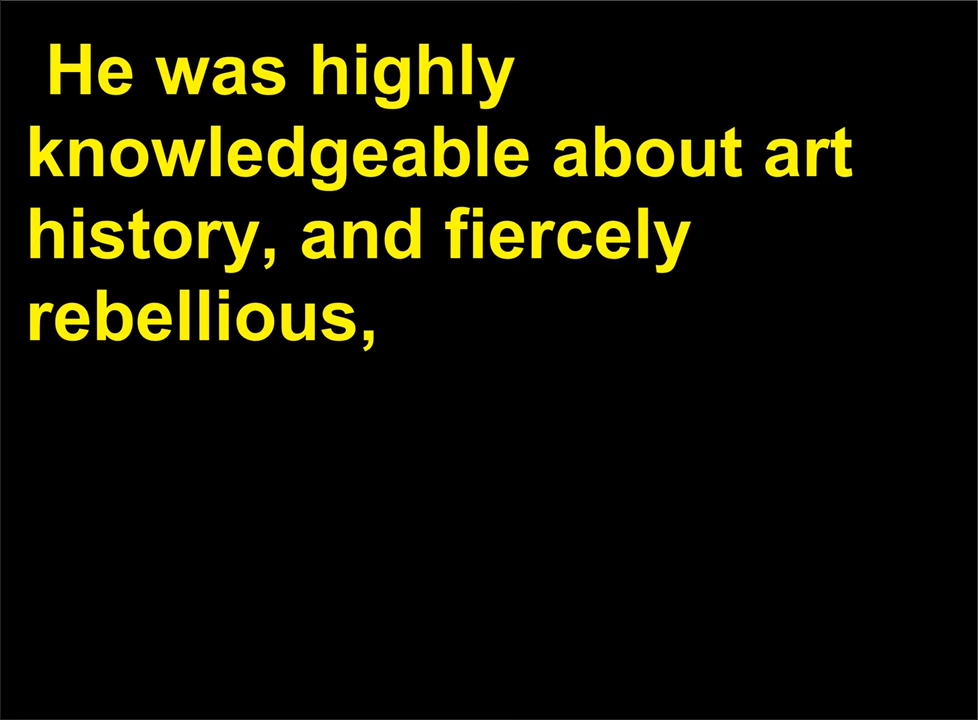 He was highly
knowledgeable about art
history, and fiercely
rebellious,